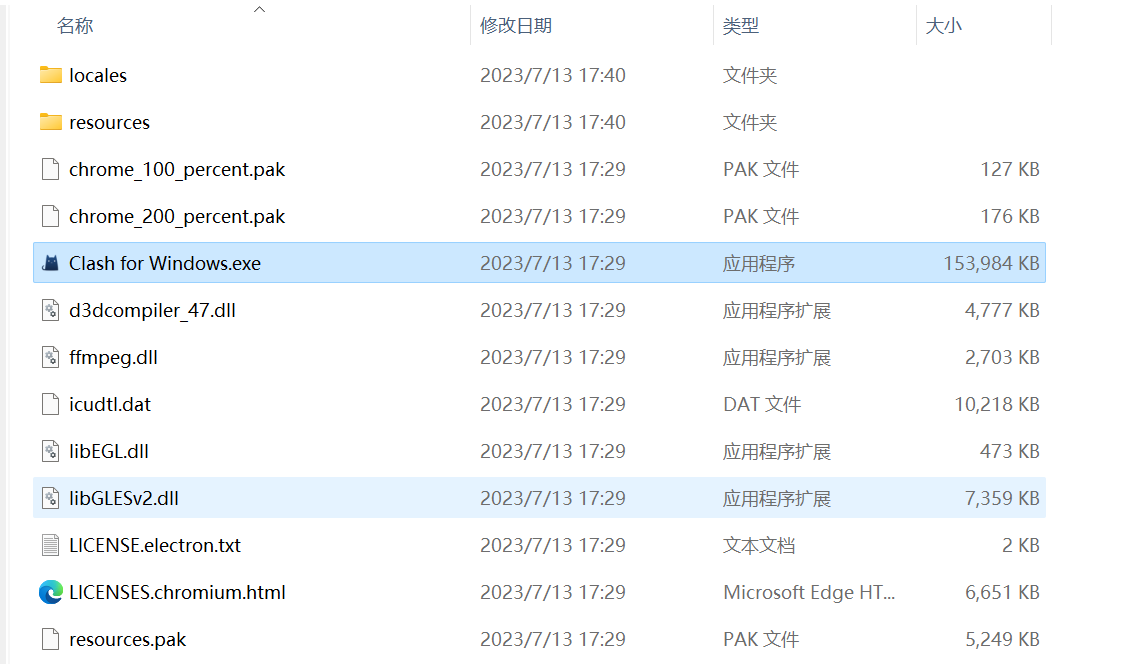 名称 修改日期 类型 大小
locales 2023/7/13 17:40 文件夹
resources 2023/7/13 17:40 文件夹
chrome_100_percent.pak 2023/7/13 17:29 PAK 文件 127 KB
chrome_200_percent.pak 2023/7/13 17:29 PAK 文件 176 KB
Clash for Windows.exe 2023/7/13 17:29 应用程序 153,984 KB
d3dcompiler_47.dll 2023/7/13 17:29 应用程序扩展 4,777 KB
ffmpeg.dll 2023/7/13 17:29 应用程序扩展 2,703 KB
icudtl.dat 2023/7/13 17:29 DAT 文件 10,218 KB
libEGL.dll 2023/7/13 17:29 应用程序扩展 473 KB
libGLESv2.dll 2023/7/13 17:29 应用程序扩展 7,359 KB
LICENSE.electron.txt 2023/7/13 17:29 文本文档 2 KB
LICENSES.chromium.html 2023/7/13 17:29 Microsoft Edge HT... 6,651 KB
resources.pak 2023/7/13 17:29 PAK 文件 5,249 KB